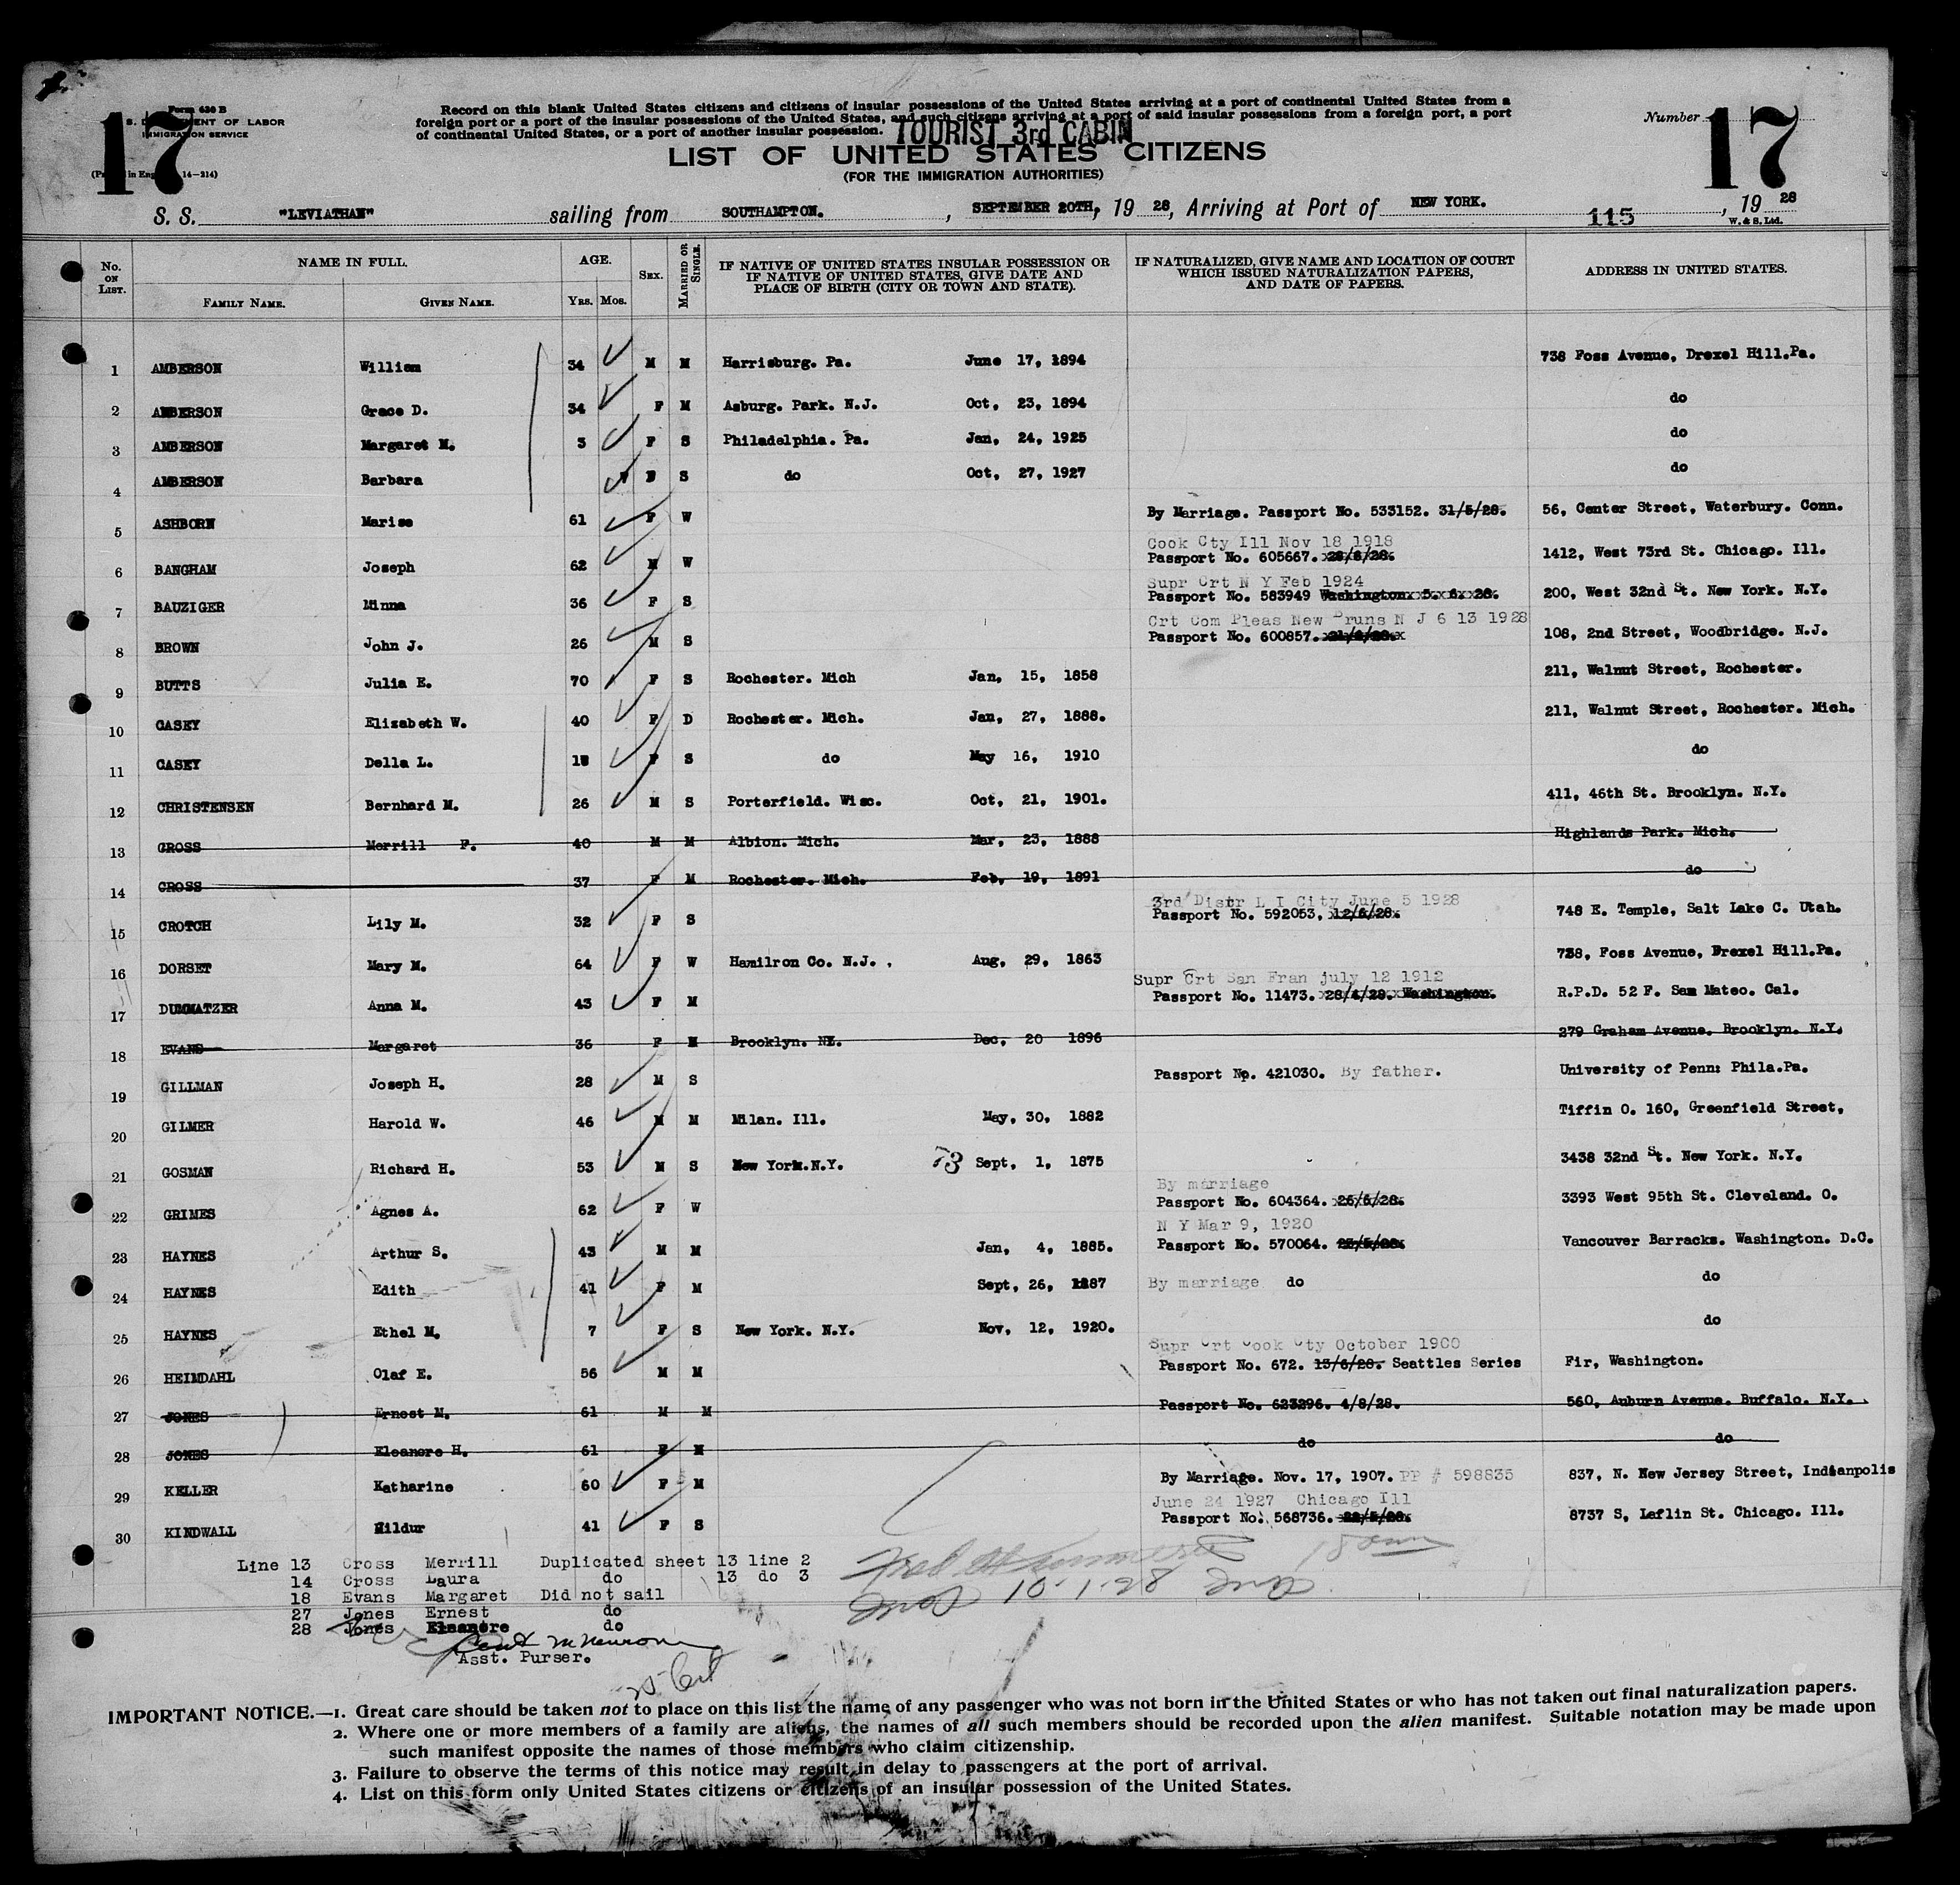 17
Form 630 B
S. DEPARTMENT OF LABOR
IMMIGRATION SERVICE
14—214)
Record on this blank United States citizens and citizens of insular possessions of the United States arriving at a port of continental United States from a
foreign port or a port of the insular possessions of the United States, and such citizens arriving at a port of said insular possessions from a foreign port, a port
of continental United States, or a port of another insular possession.
TOURIST 3rd CABIN
Number 17
LIST OF UNITED STATES CITIZENS
(FOR THE IMMIGRATION AUTHORITIES)
S. S. "LEVIATHAN" sailing from SOUTHAMPTON. , SEPTEMBER 20TH, 19 28, Arriving at Port of NEW YORK. 115 , 19 28
W. & S. Ltd.
No. ON LIST. NAME IN FULL. AGE. SEX. MARRIED OR SINGLE. IF NATIVE OF UNITED STATES INSULAR POSSESSION OR IF NATIVE OF UNITED STATES, GIVE DATE AND PLACE OF BIRTH (CITY OR TOWN AND STATE). IF NATURALIZED, GIVE NAME AND LOCATION OF COURT WHICH ISSUED NATURALIZATION PAPERS, AND DATE OF PAPERS. ADDRESS IN UNITED STATES.
FAMILY NAME. GIVEN NAME. YRS. MOS.
1 AMBERSON William 34 M M Harrisburg. Pa. June 17, 1894 738 Foss Avenue, Drexel Hill.Pa.
2 AMBERSON Grace D. 34 F M Asburg. Park. N.J. Oct, 23, 1894 do
3 AMBERSON Margaret M. 3 F S Philadelphia. Pa. Jan, 24, 1925 do
4 AMBERSON Barbara F S do Oct, 27, 1927 do
5 ASHBORN Marise 61 F W By Marriage. Passport No. 533152. 31/5/28. 56, Center Street, Waterbury. Conn.
Cook Cty Ill Nov 18 1918
6 BANGHAM Joseph 62 M W Passport No. 605667. 28/6/28. 1412, West 73rd St. Chicago. Ill.
Supr Crt N Y Feb 1924
7 BAUZIGER Minna 36 F S Passport No. 583949 Washington. 5. 6. 28. 200, West 32nd St. New York. N.Y.
Crt Com Pleas New Bruns N J 6 13 1928
8 BROWN John J. 26 M S Passport No. 600857. 108, 2nd Street, Woodbridge. N.J.
9 BUTTS Julia E. 70 F S Rochester. Mich Jan, 15, 1858 211, Walnut Street, Rochester.
10 CASEY Elizabeth W. 40 F D Rochester. Mich. Jan, 27, 1888. 211, Walnut Street, Rochester. Mich.
11 CASEY Della L. 18 F S do May 16, 1910 do
12 CHRISTENSEN Bernhard M. 26 M S Porterfield. Wisc. Oct, 21, 1901. 411, 46th St. Brooklyn. N.Y.
13 CROSS Merrill F. 40 M M Albion. Mich. Mar, 23, 1888 Highlands Park. Mich.
14 CROSS 37 F M Rochester. Mich. Feb, 19, 1891 do
3rd Distr L I City June 5 1928
15 CROTCH Lily M. 32 F S Passport No. 592053. 12/6/28. 748 E. Temple, Salt Lake C. Utah.
16 DORSET Mary M. 64 F W Hamilron Co. N.J. . Aug, 29, 1863 738, Foss Avenue, Drexel Hill.Pa.
Supr Crt San Fran july 12 1912
17 DUMMATZER Anna M. 43 F M Passport No. 11473. 28/4/28. Washington. R.P.D. 52 F. San Mateo. Cal.
18 EVANS Margaret 36 F M Brooklyn. NE. Dec, 20 1896 279 Graham Avenue. Brooklyn. N.Y.
19 GILLMAN Joseph H. 28 M S Passport No. 421030. By father. University of Penn: Phila.Pa.
20 GILMER Harold W. 46 M M Milan. Ill. May, 30, 1882 Tiffin O. 160, Greenfield Street,
21 GOSMAN Richard H. 53 M S New York.N.Y. 73 Sept, 1, 1875 3438 32nd St. New York. N.Y.
By marriage
22 GRIMES Agnes A. 62 F W Passport No. 604364. 26/6/28. 3393 West 95th St. Cleveland. O.
N Y Mar 9, 1920
23 HAYNES Arthur S. 43 M M Jan, 4, 1885. Passport No. 570064. Vancouver Barracks. Washington. D.C.
24 HAYNES Edith 41 F M Sept, 26, 1887 By marriage do do
25 HAYNES Ethel M. 7 F S New York. N.Y. Nov, 12, 1920. do
Supr Crt Cook Cty October 1900
26 HEIMDAHL Olaf E. 56 M M Passport No. 672. 13/6/28. Seattles Series Fir, Washington.
27 JONES Ernest M. 61 M M Passport No. 623296. 4/8/28. 560, Auburn Avenue. Buffalo. N.Y.
28 JONES Eleanore H. 61 F M do do
29 KELLER Katharine 60 F M By Marriage. Nov. 17, 1907. PP # 598835 837, N. New Jersey Street, Indianpolis
June 24 1927 Chicago Ill
30 KINDWALL Hildur 41 F S Passport No. 568736. 8737 S, Laflin St. Chicago. Ill.
Line 13 Cross Merrill Duplicated sheet 13 line 2
14 Cross Laura do 13 do 3
18 Evans Margaret Did not sail
27 Jones Ernest do
28 Jones Eleanore do
10-1-28
Asst. Purser.
IMPORTANT NOTICE.—1. Great care should be taken not to place on this list the name of any passenger who was not born in the United States or who has not taken out final naturalization papers.
2. Where one or more members of a family are aliens, the names of all such members should be recorded upon the alien manifest. Suitable notation may be made upon
such manifest opposite the names of those members who claim citizenship.
3. Failure to observe the terms of this notice may result in delay to passengers at the port of arrival.
4. List on this form only United States citizens or citizens of an insular possession of the United States.